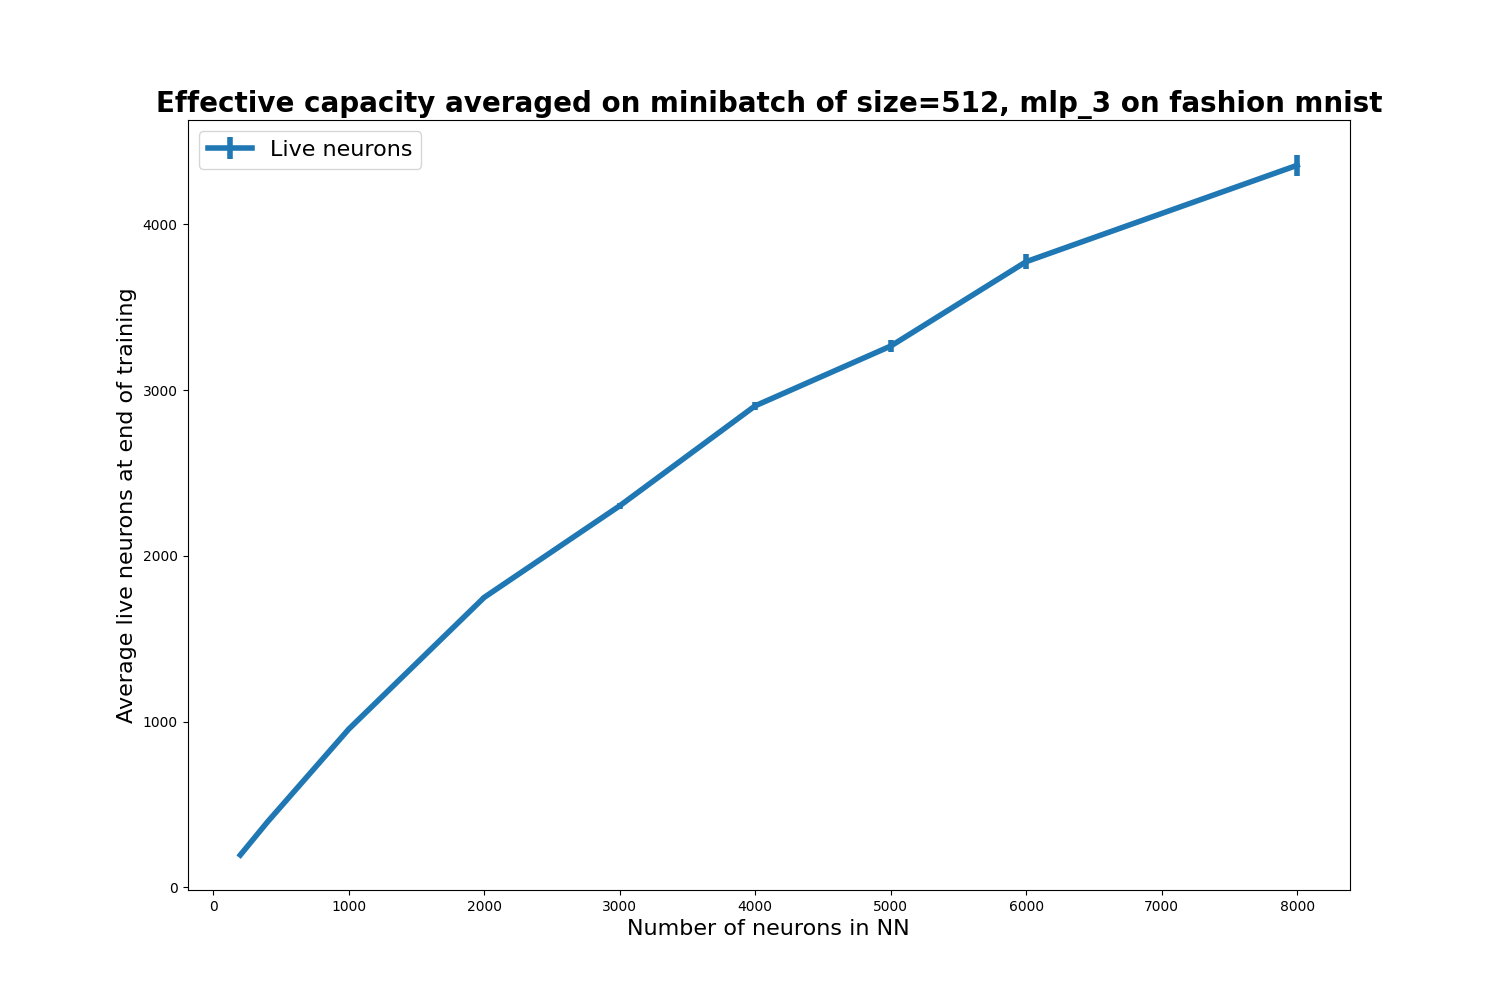 Effective capacity averaged on minibatch of size=512, mlp_3 on fashion mnist
Live neurons
Average live neurons at end of training
4000
3000
2000
1000
0
0 1000 2000 3000 4000 5000 6000 7000 8000
Number of neurons in NN